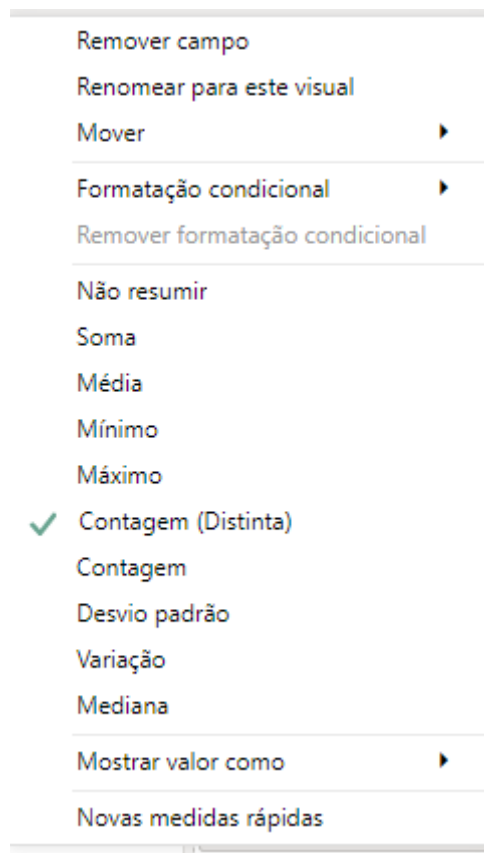 Remover campo
Renomear para este visual
Mover
Formatação condicional
Remover formatação condicional
Não resumir
Soma
Média
Mínimo
Máximo
Contagem (Distinta)
Contagem
Desvio padrão
Variação
Mediana
Mostrar valor como
Novas medidas rápidas